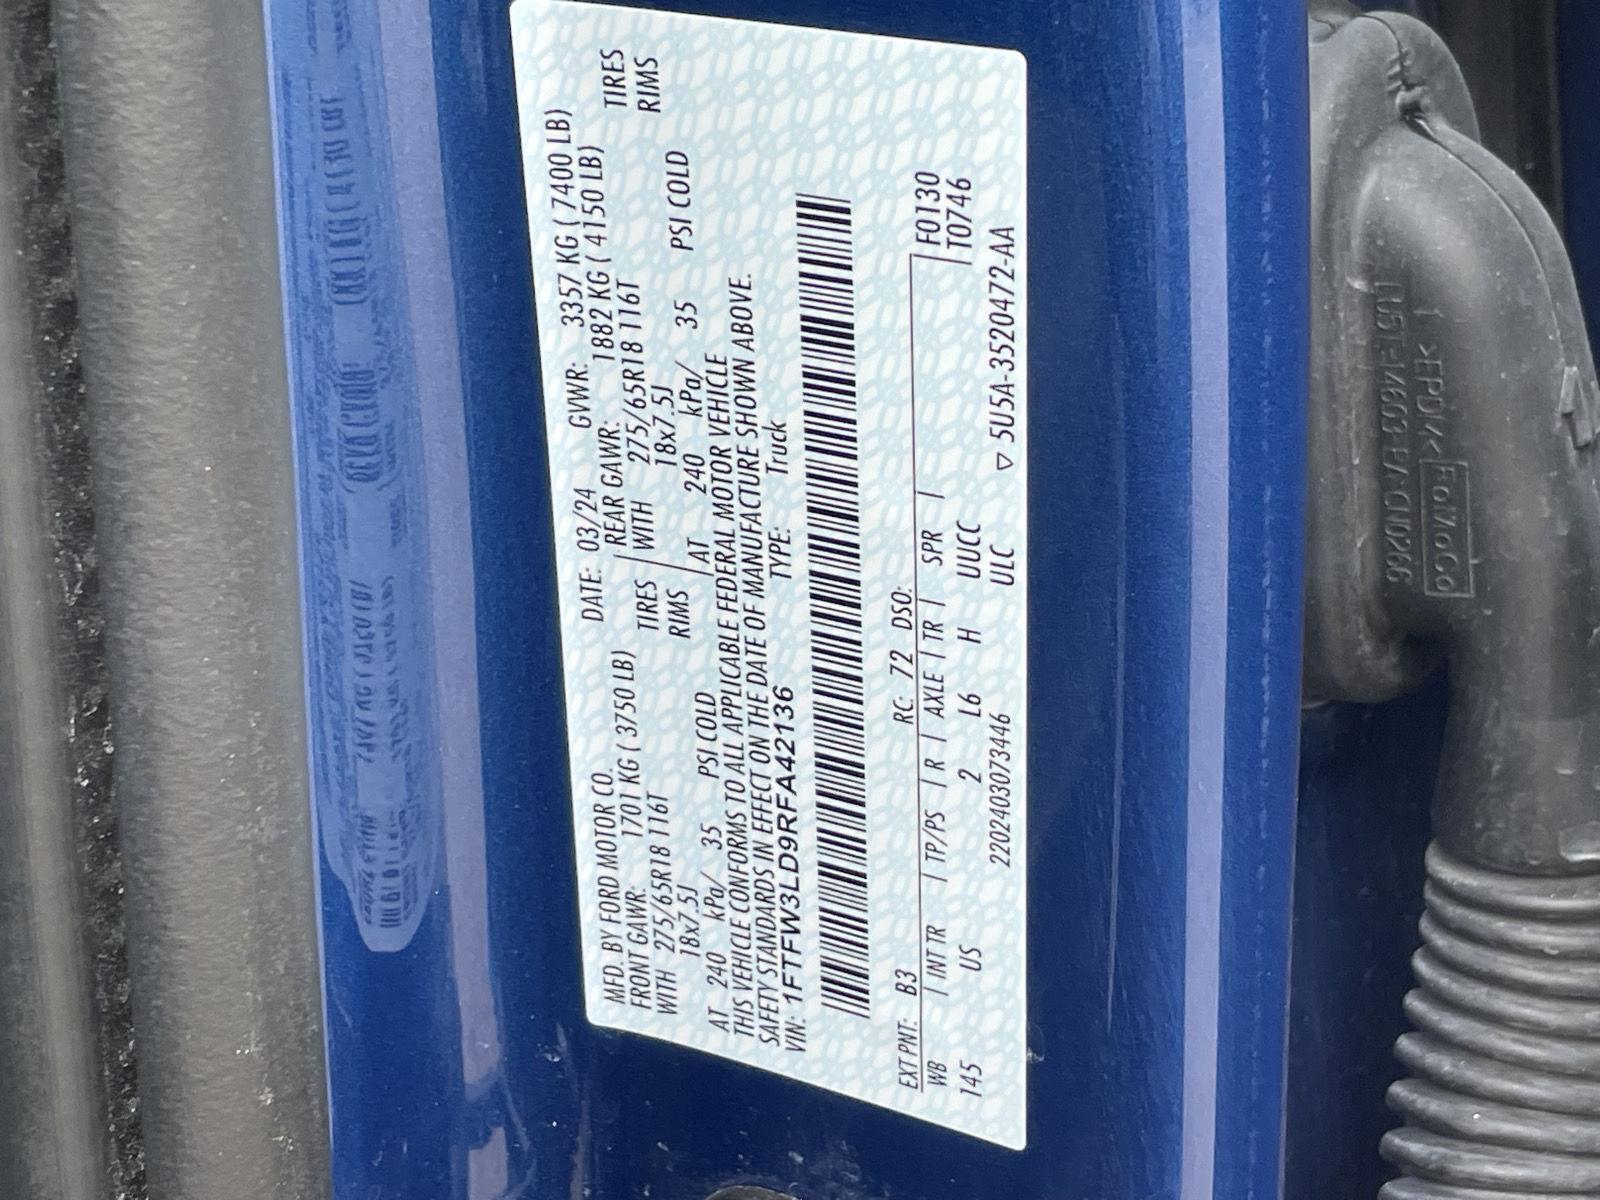 MFD. BY FORD MOTOR CO. DATE: 03/24 GVWR: 3357 KG ( 7400 LB)
FRONT GAWR: 1701 KG ( 3750 LB) REAR GAWR: 1882 KG ( 4150 LB)
WITH 275/65R18 116T TIRES WITH 275/65R18 116T TIRES
18x7.5J RIMS 18x7.5J RIMS
AT 240 kPa/ 35 PSI COLD AT 240 kPa/ 35 PSI COLD
THIS VEHICLE CONFORMS TO ALL APPLICABLE FEDERAL MOTOR VEHICLE
SAFETY STANDARDS IN EFFECT ON THE DATE OF MANUFACTURE SHOWN ABOVE.
VIN: 1FTFW3LD9RFA42136 TYPE: Truck
EXT PNT: B3 RC: 72 DSO: F0130
WB | INT TR | TP/PS | R | AXLE | TR | SPR | T0746
145 US 2 L6 H UUCC
2202403073446 ULC ▽ 5U5A-3520472-AA
1 >EPDM<
FoMoCo